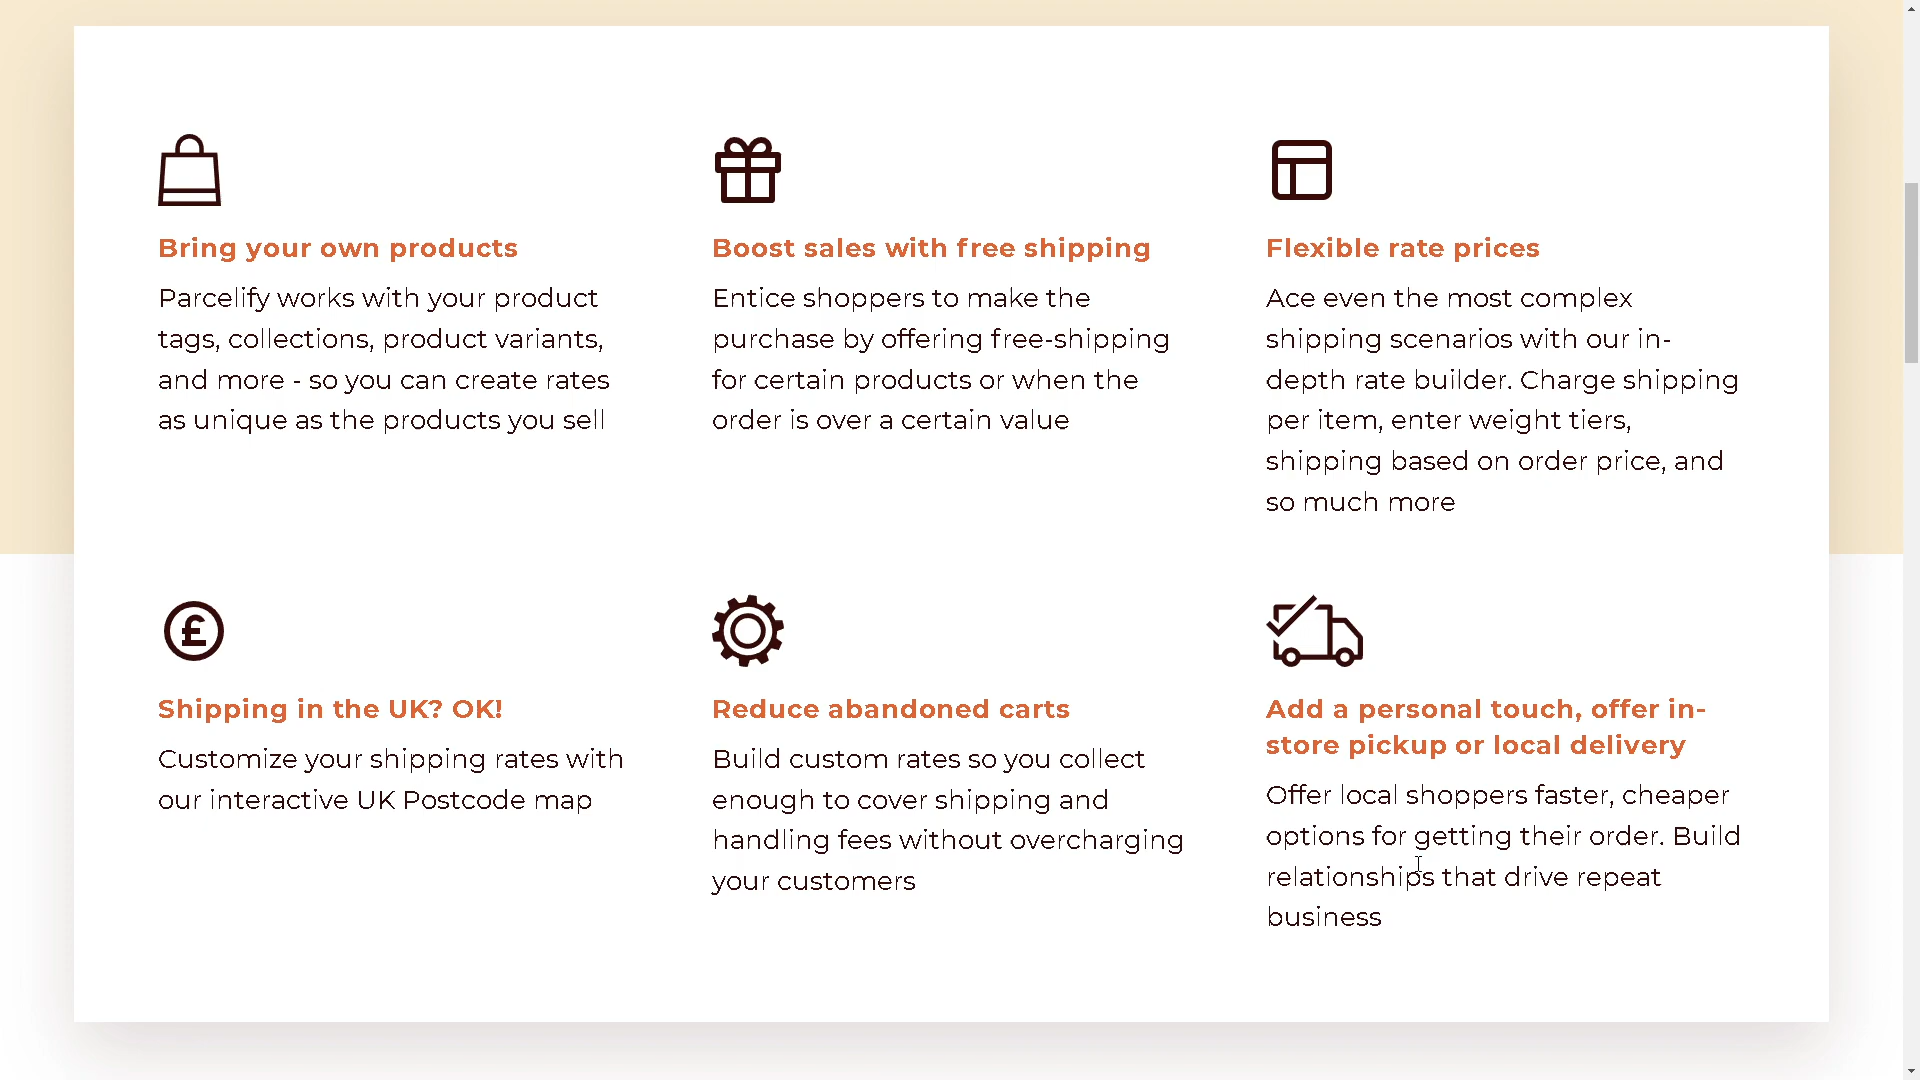 Bring your own products
Parcelify works with your product
tags, collections, product variants,
and more - so you can create rates
as unique as the products you sell
Boost sales with free shipping
Entice shoppers to make the
purchase by offering free-shipping
for certain products or when the
order is over a certain value
Flexible rate prices
Ace even the most complex
shipping scenarios with our in-
depth rate builder. Charge shipping
per item, enter weight tiers,
shipping based on order price, and
so much more
£
Shipping in the UK? OK!
Customize your shipping rates with
our interactive UK Postcode map
Reduce abandoned carts
Build custom rates so you collect
enough to cover shipping and
handling fees without overcharging
your customers
Add a personal touch, offer in-
store pickup or local delivery
Offer local shoppers faster, cheaper
options for getting their order. Build
relationships that drive repeat
business